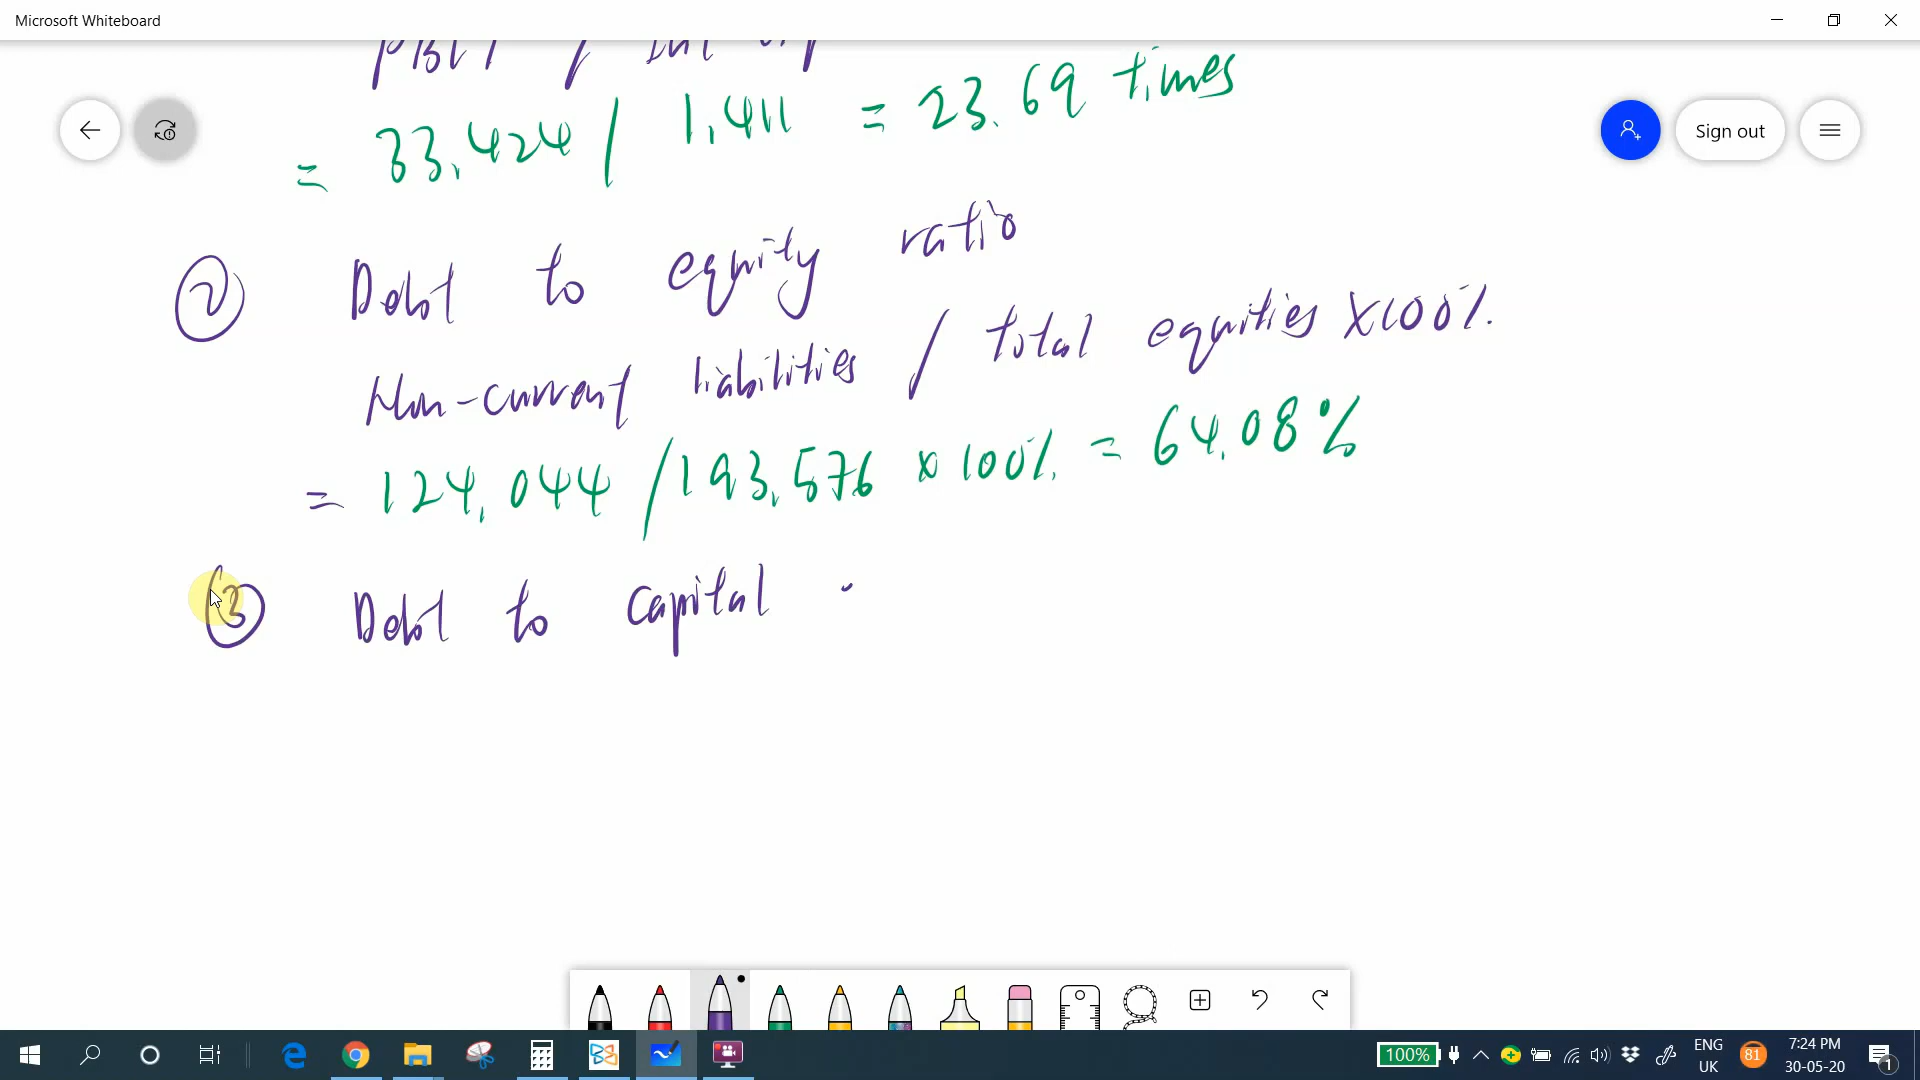 Microsoft Whiteboard
Sign out
= 33,424 / 1,411 = 23.69 times
2 Debt to equity ratio
Non-current liabilities / total equities X100%
= 124,044 / 193,576 x 100% = 64.08%
3 Debt to capital
100%
ENG
UK
81
7:24 PM
30-05-20
1